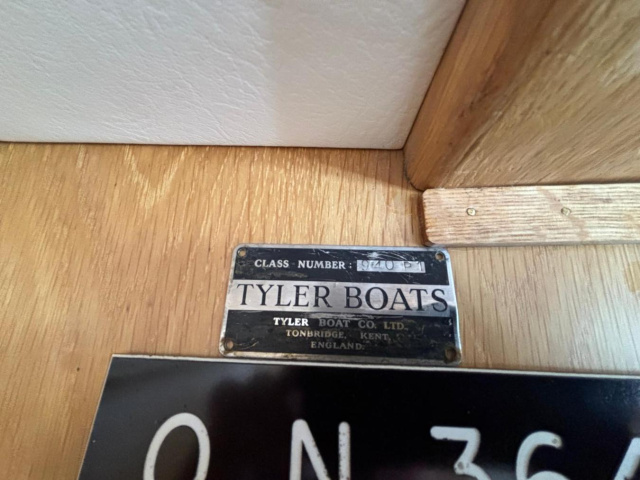 CLASS NUMBER:
TYLER BOATS
TYLER BOAT CO. LTD.,
TONBRIDGE, KENT,
ENGLAND.
O N 36